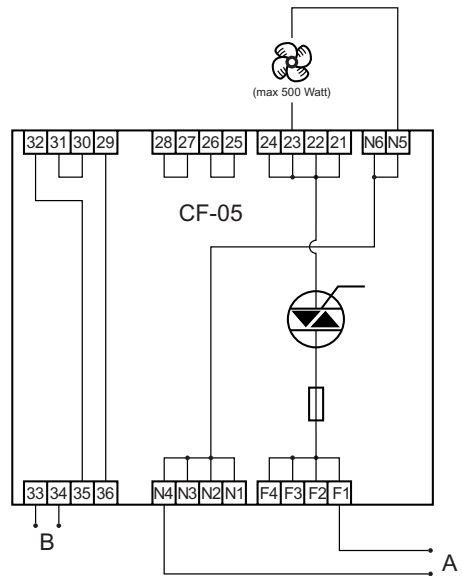 (max 500 Watt)
32 31 30 29 28 27 26 25 24 23 22 21 N6 N5
CF-05
33 34 35 36 N4 N3 N2 N1 F4 F3 F2 F1
B
A